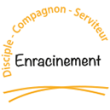 Disciple - Compagnon - Serviteur
Enracinement